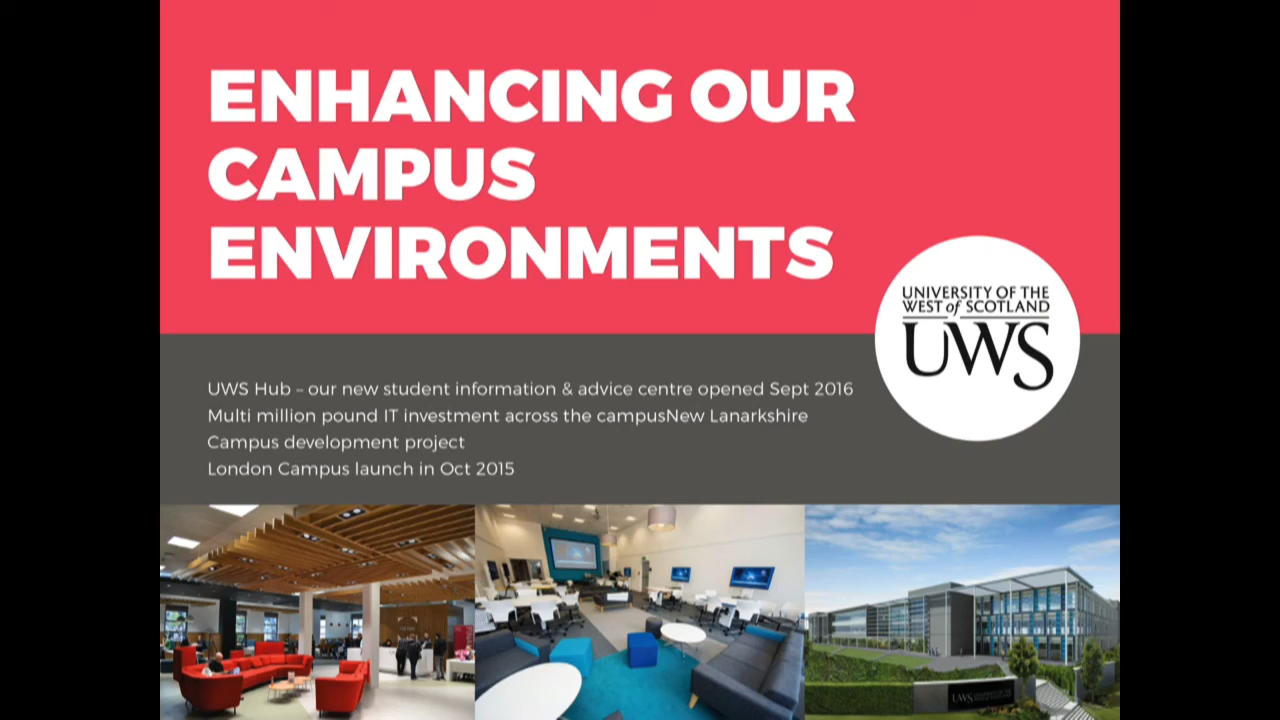 ENHANCING OUR
CAMPUS
ENVIRONMENTS
UNIVERSITY OF THE
WEST of SCOTLAND
UWS
UWS Hub – our new student information & advice centre opened Sept 2016
Multi million pound IT investment across the campusNew Lanarkshire
Campus development project
London Campus launch in Oct 2015
UWS